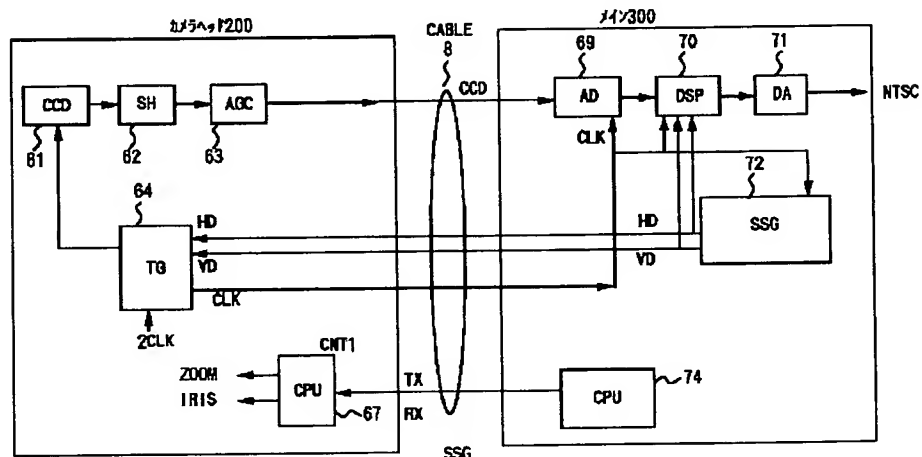 カメラヘッド200
CABLE
8
メイン300
CCD
61
SH
62
AGC
63
CCD
69
AD
70
DSP
71
DA
NTSC
CLK
72
SSG
64
TG
HD
VD
CLK
HD
VD
2CLK
CNT1
ZOOM
IRIS
CPU
67
TX
RX
CPU
74
SSG